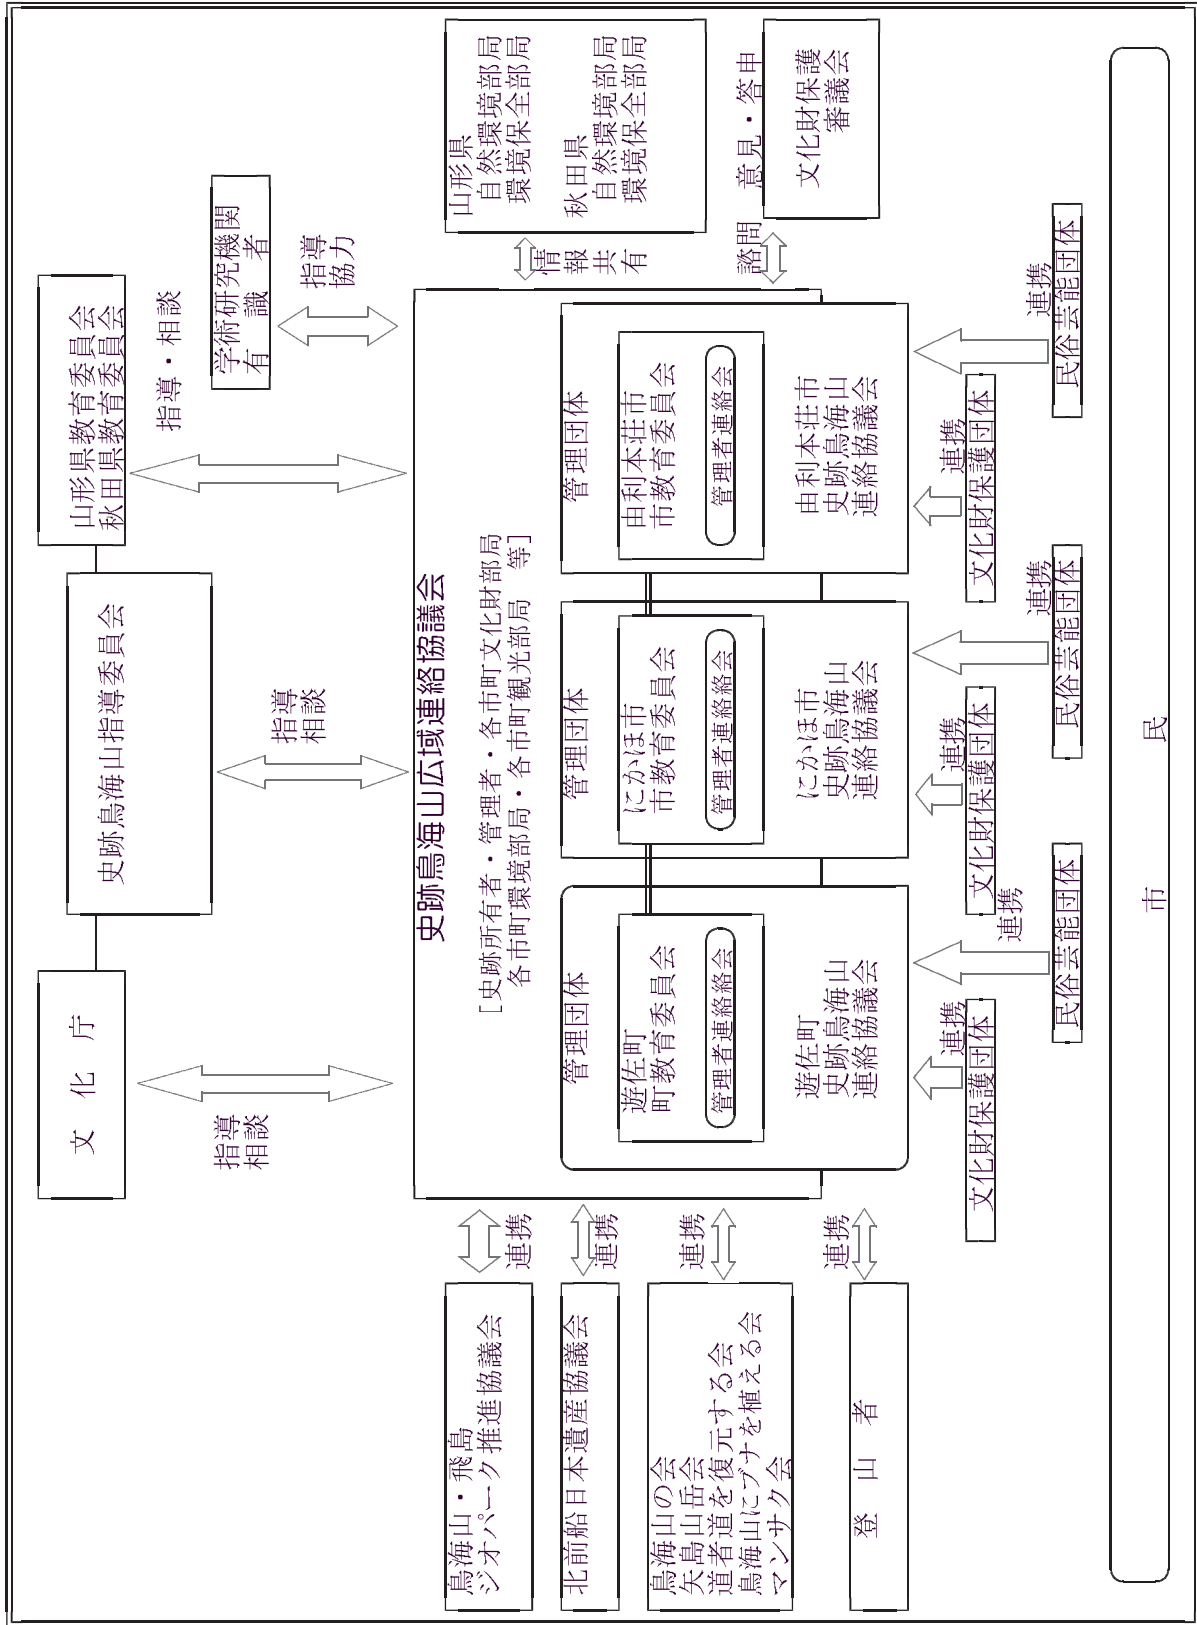 文　化　庁
史跡鳥海山指導委員会
山形県教育委員会
秋田県教育委員会
指導
相談
指導
相談
指導・相談
学術研究機関
有　識　者
指導
協力
鳥海山・飛島
ジオパーク推進協議会
連携
北前船日本遺産協議会
連携
鳥海山の会
矢島山岳会
道者道を復元する会
鳥海山にブナを植える会
マンサク会
連携
登　山　者
連携
史跡鳥海山広域連絡協議会
[史跡所有者・管理者・各市町文化財部局
各市町環境部局・各市町観光部局　等]
管理団体
遊佐町
町教育委員会
管理者連絡会
遊佐町
史跡鳥海山
連絡協議会
管理団体
にかほ市
市教育委員会
管理者連絡会
にかほ市
史跡鳥海山
連絡協議会
管理団体
由利本荘市
市教育委員会
管理者連絡会
由利本荘市
史跡鳥海山
連絡協議会
情報共有
山形県
自然環境部局
環境保全部局
秋田県
自然環境部局
環境保全部局
諮問
意見・答申
文化財保護
審議会
連携
文化財保護団体
連携
民俗芸能団体
連携
文化財保護団体
連携
民俗芸能団体
連携
文化財保護団体
連携
民俗芸能団体
市　民